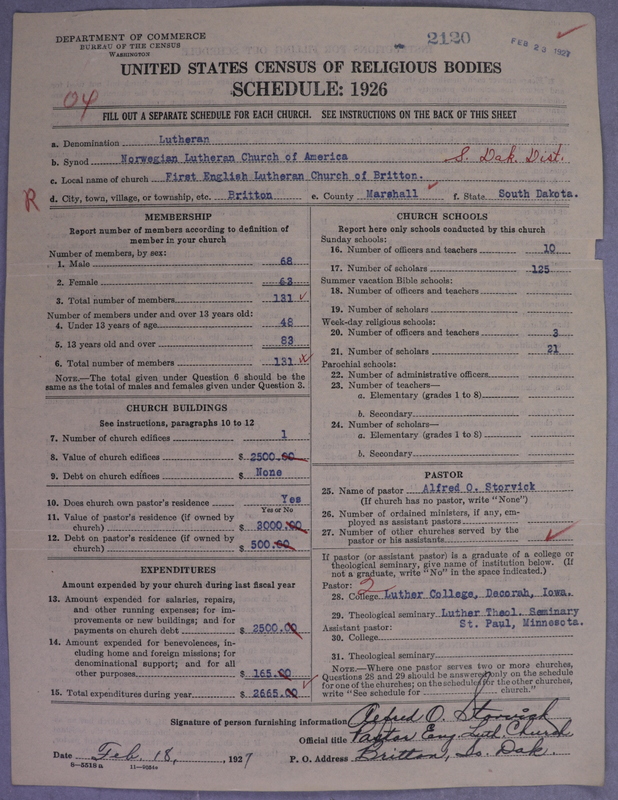 DEPARTMENT OF COMMERCE
BUREAU OF THE CENSUS
WASHINGTON
2120
FEB 23 1927
UNITED STATES CENSUS OF RELIGIOUS BODIES
SCHEDULE: 1926
04
FILL OUT A SEPARATE SCHEDULE FOR EACH CHURCH. SEE INSTRUCTIONS ON THE BACK OF THIS SHEET
a. Denomination Lutheran
b. Synod Norwegian Lutheran Church of America S. Dak. Dist.
c. Local name of church First English Lutheran Church of Britton.
R
d. City, town, village, or township, etc. Britton e. County Marshall f. State South Dakota.
MEMBERSHIP
Report number of members according to definition of
member in your church
Number of members, by sex:
1. Male 68
2. Female 63
3. Total number of members 131
Number of members under and over 13 years old:
4. Under 13 years of age 48
5. 13 years old and over 83
6. Total number of members 131
NOTE.—The total given under Question 6 should be
same as the total of males and females given under Question 3.
CHURCH BUILDINGS
See instructions, paragraphs 10 to 12
7. Number of church edifices 1
8. Value of church edifices $ 2500.00
9. Debt on church edifices $ None
10. Does church own pastor's residence Yes
Yes or No
11. Value of pastor's residence (if owned by
church) $ 3000.00
12. Debt on pastor's residence (if owned by
church) $ 500.00
EXPENDITURES
Amount expended by your church during last fiscal year
13. Amount expended for salaries, repairs,
and other running expenses; for im-
provements or new buildings; and for
payments on church debt $ 2500.00
14. Amount expended for benevolences, in-
cluding home and foreign missions; for
denominational support; and for all
other purposes $ 165.00
15. Total expenditures during year $ 2665.00
CHURCH SCHOOLS
Report here only schools conducted by this church
Sunday schools:
16. Number of officers and teachers 10
17. Number of scholars 125
Summer vacation Bible schools:
18. Number of officers and teachers
19. Number of scholars
Week-day religious schools:
20. Number of officers and teachers 3
21. Number of scholars 21
Parochial schools:
22. Number of administrative officers
23. Number of teachers—
a. Elementary (grades 1 to 8)
b. Secondary
24. Number of scholars—
a. Elementary (grades 1 to 8)
b. Secondary
PASTOR
25. Name of pastor Alfred O. Storvick
(If church has no pastor, write "None")
26. Number of ordained ministers, if any, em-
ployed as assistant pastors
27. Number of other churches served by the
pastor or his assistants
If pastor (or assistant pastor) is a graduate of a college or
theological seminary, give name of institution below. (If
not a graduate, write "No" in the space indicated.)
Pastor: 2
28. College Luther College, Decorah, Iowa.
29. Theological seminary Luther Theol. Seminary
Assistant pastor: St. Paul, Minnesota.
30. College
31. Theological seminary
NOTE.—Where one pastor serves two or more churches,
Questions 28 and 29 should be answered only on the schedule
for one of the churches; on the schedules for the other churches,
write "See schedule for church."
Signature of person furnishing information Alfred O. Storvick
Official title Pastor Eng. Luth. Church
Date Feb. 18, 1927 P. O. Address Britton, So. Dak.
8—5518 a 11—9054a